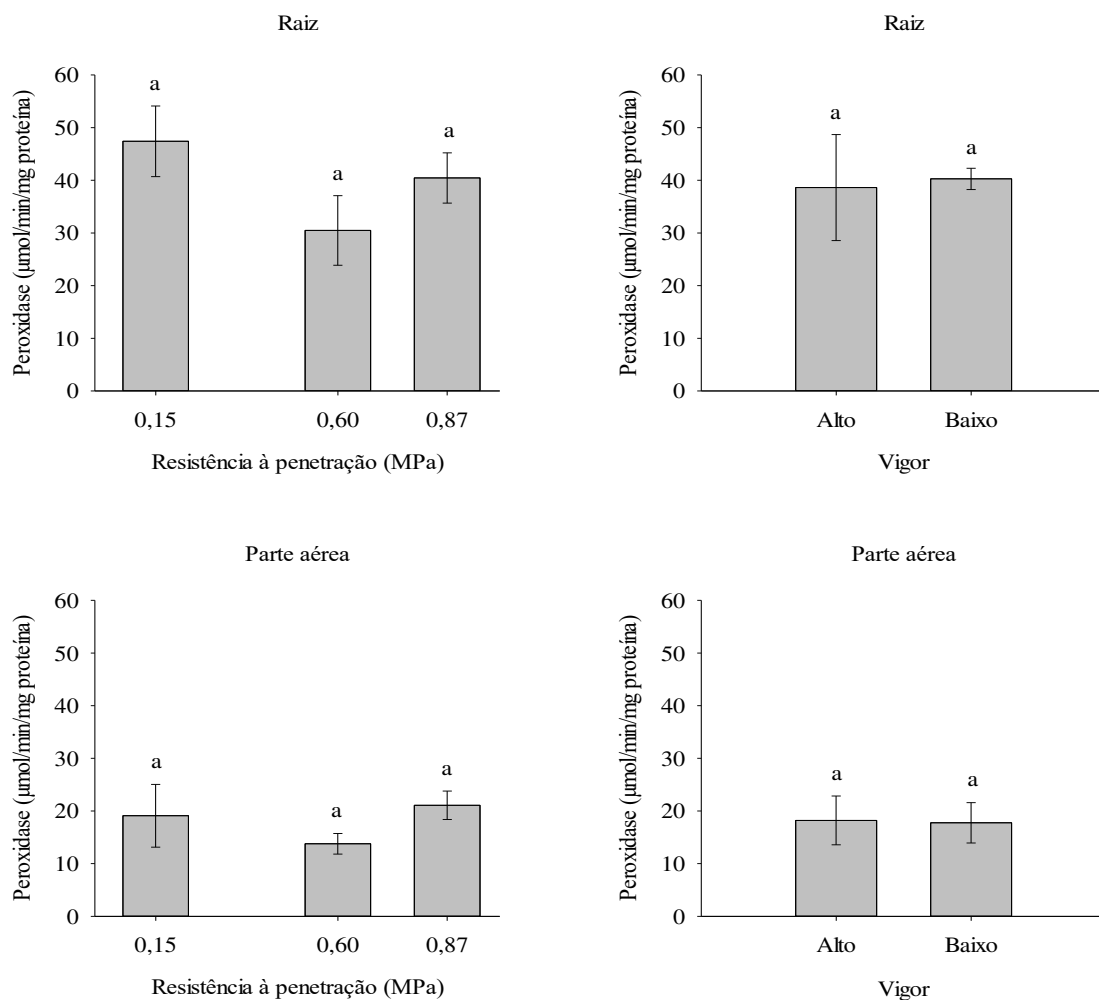 Raiz
Peroxidase (µmol/min/mg proteína)
60
50
40
30
20
10
0
a
a
a
0,15 0,60 0,87
Resistência à penetração (MPa)
Raiz
Peroxidase (µmol/min/mg proteína)
60
50
40
30
20
10
0
a
a
Alto Baixo
Vigor
Parte aérea
Peroxidase (µmol/min/mg proteína)
60
50
40
30
20
10
0
a
a
a
0,15 0,60 0,87
Resistência à penetração (MPa)
Parte aérea
Peroxidase (µmol/min/mg proteína)
60
50
40
30
20
10
0
a
a
Alto Baixo
Vigor